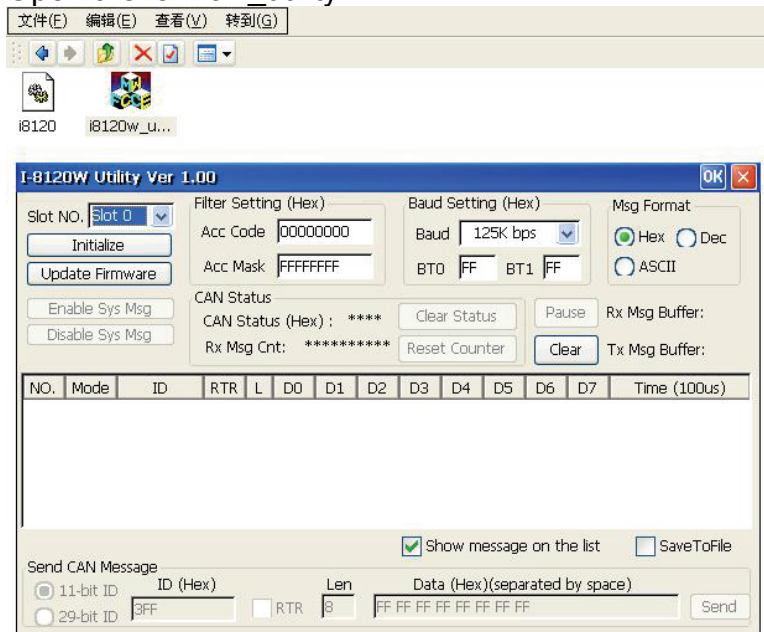 文件(F) 编辑(E) 查看(V) 转到(G)
i8120 i8120w_u...
I-8120W Utility Ver 1.00 OK
Slot NO. Slot 0
Initialize
Update Firmware
Enable Sys Msg
Disable Sys Msg
Filter Setting (Hex)
Acc Code 00000000
Acc Mask FFFFFFFF
Baud Setting (Hex)
Baud 125K bps
BT0 FF BT1 FF
Msg Format
Hex Dec
ASCII
CAN Status
CAN Status (Hex) : ****
Rx Msg Cnt: **********
Clear Status
Reset Counter
Pause
Clear
Rx Msg Buffer:
Tx Msg Buffer:
NO. Mode ID RTR L D0 D1 D2 D3 D4 D5 D6 D7 Time (100us)
Show message on the list SaveToFile
Send CAN Message
11-bit ID
29-bit ID
ID (Hex)
3FF
RTR
Len
8
Data (Hex)(separated by space)
FF FF FF FF FF FF FF FF
Send